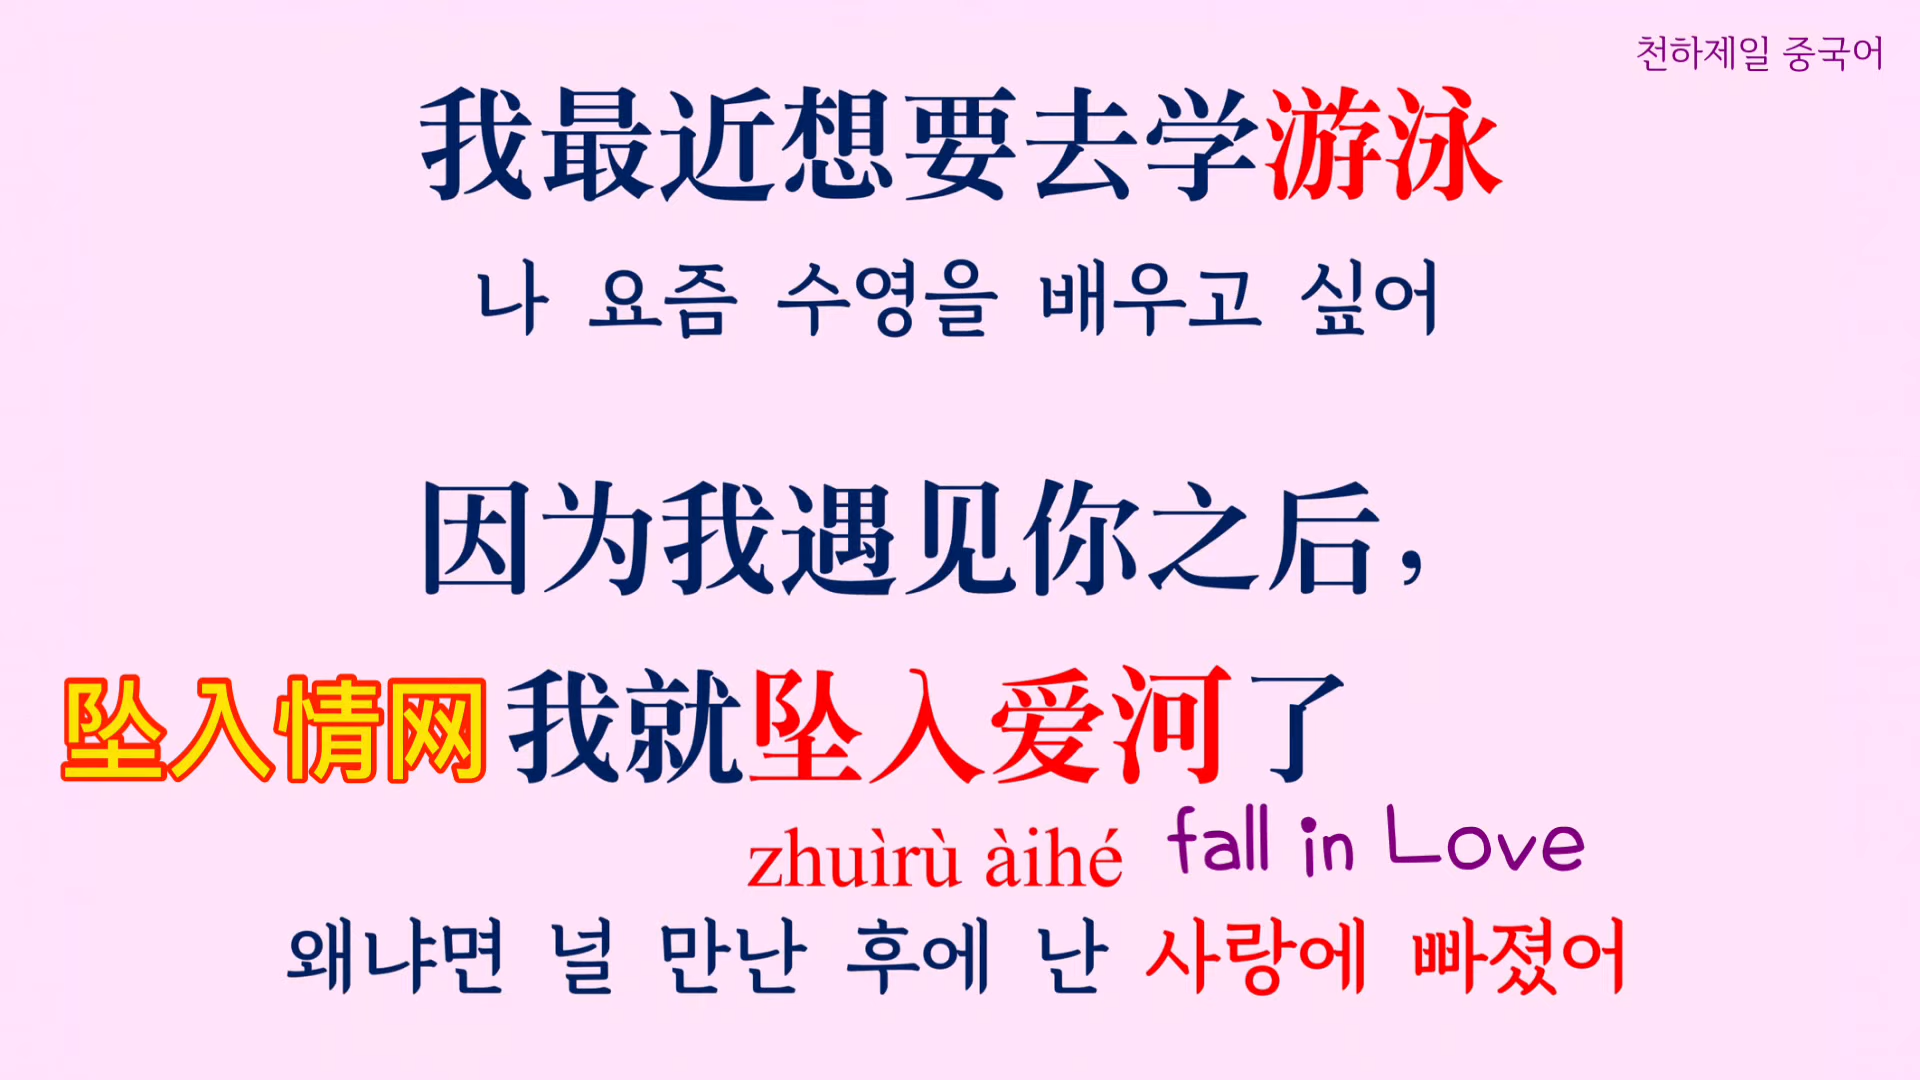 천하제일 중국어
我最近想要去学游泳
나 요즘 수영을 배우고 싶어
因为我遇见你之后，
坠入情网 我就坠入爱河了
zhuìrù àihé fall in Love
왜냐면 널 만난 후에 난 사랑에 빠졌어